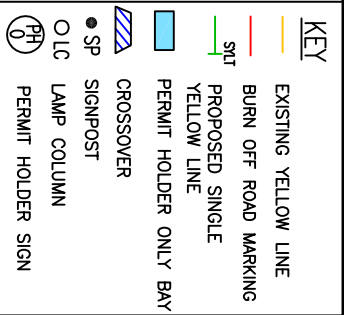 KEY
EXISTING YELLOW LINE
BURN OFF ROAD MARKING
SYLT PROPOSED SINGLE
YELLOW LINE
PERMIT HOLDER ONLY BAY
CROSSOVER
SP SIGNPOST
LC LAMP COLUMN
PH
O PERMIT HOLDER SIGN